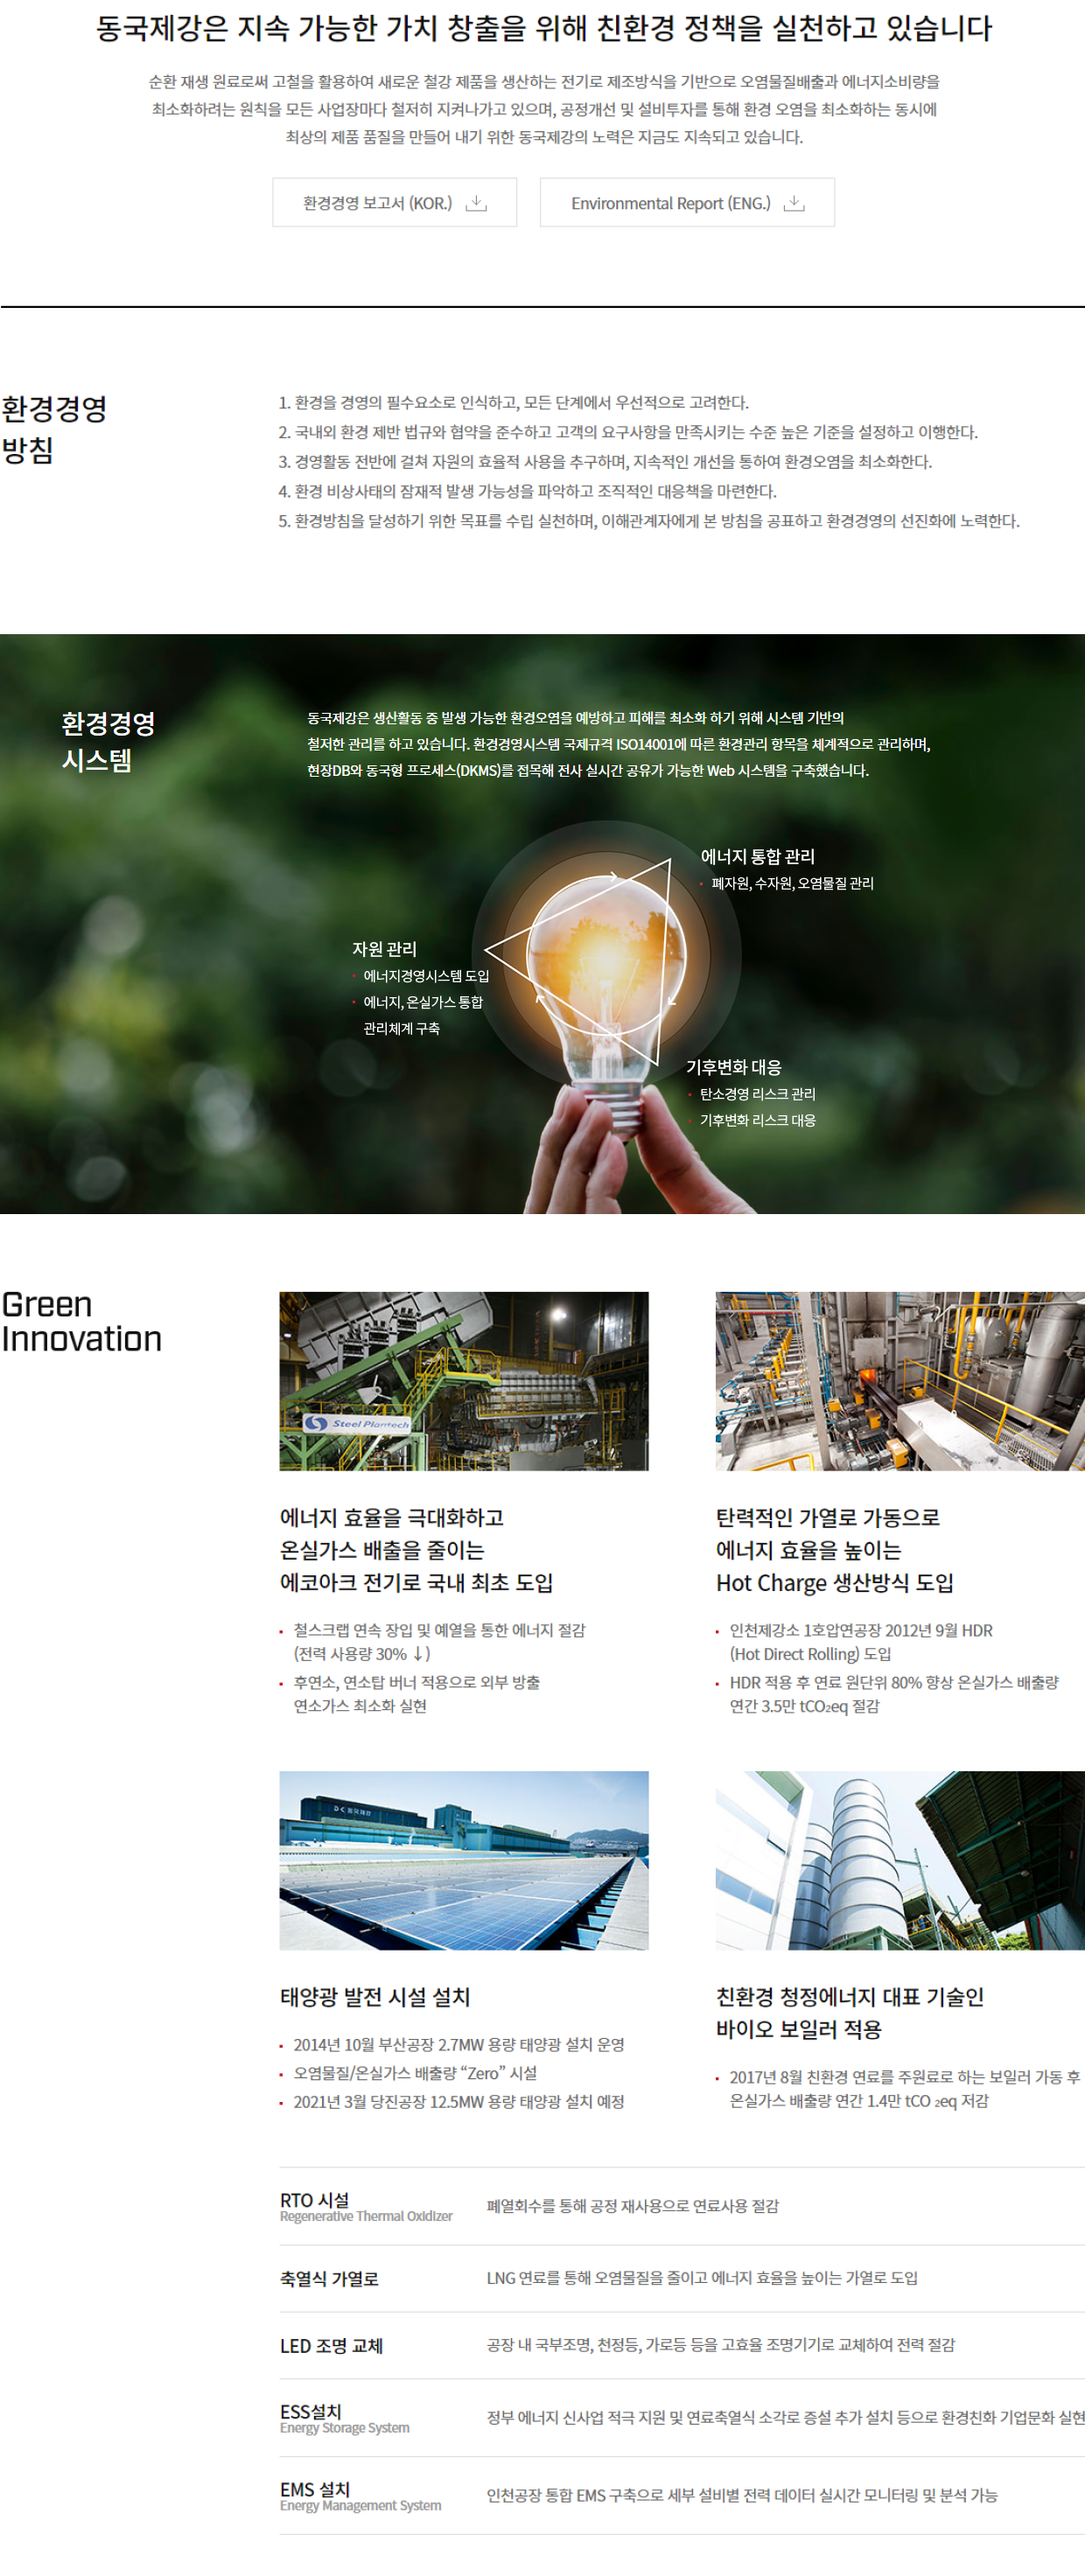 동국제강은 지속 가능한 가치 창출을 위해 친환경 정책을 실천하고 있습니다
순환 재생 원료로써 고철을 활용하여 새로운 철강 제품을 생산하는 전기로 제조방식을 기반으로 오염물질배출과 에너지소비량을
최소화하려는 원칙을 모든 사업장마다 철저히 지켜나가고 있으며, 공정개선 및 설비투자를 통해 환경 오염을 최소화하는 동시에
최상의 제품 품질을 만들어 내기 위한 동국제강의 노력은 지금도 지속되고 있습니다.
환경경영 보고서 (KOR.)
Environmental Report (ENG.)
환경경영
방침
1. 환경을 경영의 필수요소로 인식하고, 모든 단계에서 우선적으로 고려한다.
2. 국내외 환경 제반 법규와 협약을 준수하고 고객의 요구사항을 만족시키는 수준 높은 기준을 설정하고 이행한다.
3. 경영활동 전반에 걸쳐 자원의 효율적 사용을 추구하며, 지속적인 개선을 통하여 환경오염을 최소화한다.
4. 환경 비상사태의 잠재적 발생 가능성을 파악하고 조직적인 대응책을 마련한다.
5. 환경방침을 달성하기 위한 목표를 수립 실천하며, 이해관계자에게 본 방침을 공표하고 환경경영의 선진화에 노력한다.
환경경영
시스템
동국제강은 생산활동 중 발생 가능한 환경오염을 예방하고 피해를 최소화 하기 위해 시스템 기반의
철저한 관리를 하고 있습니다. 환경경영시스템 국제규격 ISO14001에 따른 환경관리 항목을 체계적으로 관리하며,
현장DB와 동국형 프로세스(DKMS)를 접목해 전사 실시간 공유가 가능한 Web 시스템을 구축했습니다.
에너지 통합 관리
폐자원, 수자원, 오염물질 관리
자원 관리
에너지경영시스템 도입
에너지, 온실가스 통합
관리체계 구축
기후변화 대응
탄소경영 리스크 관리
기후변화 리스크 대응
Green
Innovation
Steel Plantech
에너지 효율을 극대화하고
온실가스 배출을 줄이는
에코아크 전기로 국내 최초 도입
철스크랩 연속 장입 및 예열을 통한 에너지 절감
(전력 사용량 30% ↓)
후연소, 연소탑 버너 적용으로 외부 방출
연소가스 최소화 실현
탄력적인 가열로 가동으로
에너지 효율을 높이는
Hot Charge 생산방식 도입
인천제강소 1호압연공장 2012년 9월 HDR
(Hot Direct Rolling) 도입
HDR 적용 후 연료 원단위 80% 향상 온실가스 배출량
연간 3.5만 tCO₂eq 절감
DK 동국제강
태양광 발전 시설 설치
2014년 10월 부산공장 2.7MW 용량 태양광 설치 운영
오염물질/온실가스 배출량 “Zero” 시설
2021년 3월 당진공장 12.5MW 용량 태양광 설치 예정
친환경 청정에너지 대표 기술인
바이오 보일러 적용
2017년 8월 친환경 연료를 주원료로 하는 보일러 가동 후
온실가스 배출량 연간 1.4만 tCO ₂eq 저감
RTO 시설
Regenerative Thermal Oxidizer
폐열회수를 통해 공정 재사용으로 연료사용 절감
축열식 가열로
LNG 연료를 통해 오염물질을 줄이고 에너지 효율을 높이는 가열로 도입
LED 조명 교체
공장 내 국부조명, 천정등, 가로등 등을 고효율 조명기기로 교체하여 전력 절감
ESS설치
Energy Storage System
정부 에너지 신사업 적극 지원 및 연료축열식 소각로 증설 추가 설치 등으로 환경친화 기업문화 실현
EMS 설치
Energy Management System
인천공장 통합 EMS 구축으로 세부 설비별 전력 데이터 실시간 모니터링 및 분석 가능